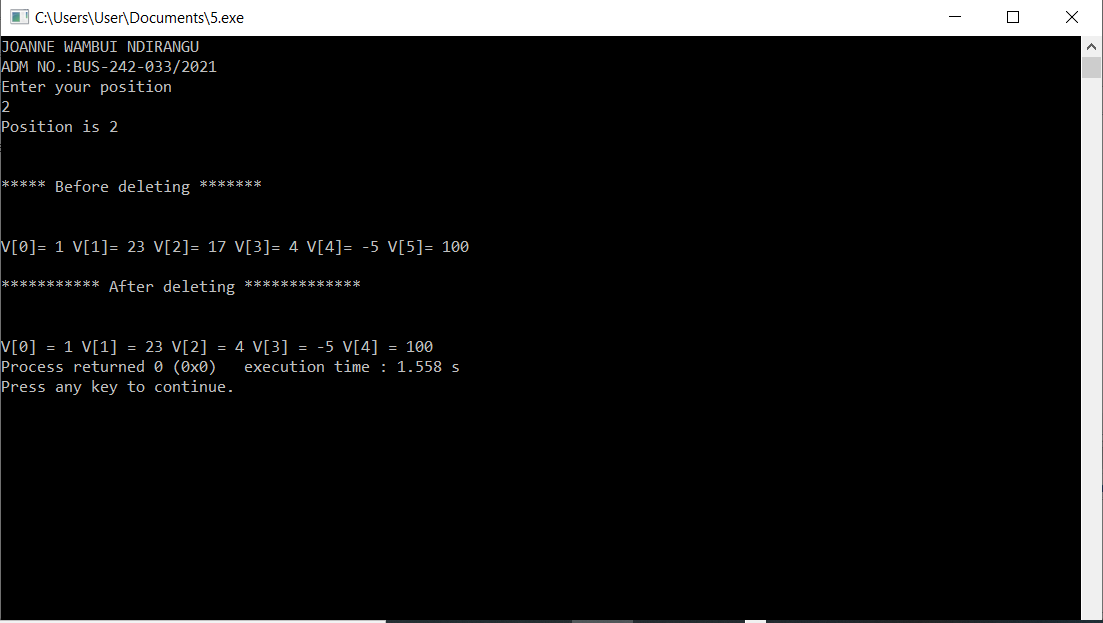 C:\Users\User\Documents\5.exe
JOANNE WAMBUI NDIRANGU
ADM NO.:BUS-242-033/2021
Enter your position
2
Position is 2
***** Before deleting *******
V[0]= 1 V[1]= 23 V[2]= 17 V[3]= 4 V[4]= -5 V[5]= 100
*********** After deleting *************
V[0] = 1 V[1] = 23 V[2] = 4 V[3] = -5 V[4] = 100
Process returned 0 (0x0)   execution time : 1.558 s
Press any key to continue.